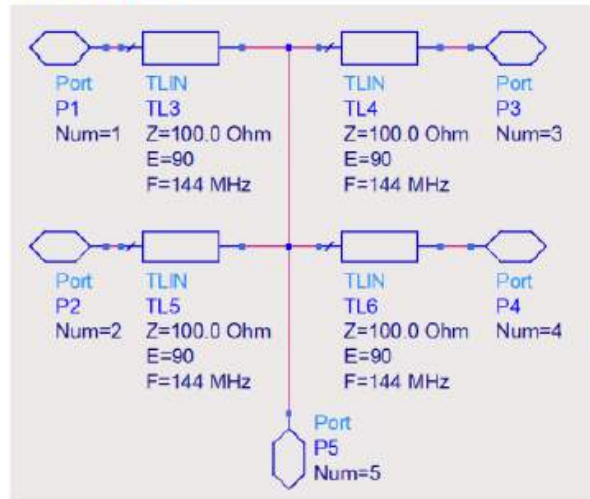 Port
P1
Num=1
TLIN
TL3
Z=100.0 Ohm
E=90
F=144 MHz
TLIN
TL4
Z=100.0 Ohm
E=90
F=144 MHz
Port
P3
Num=3
Port
P2
Num=2
TLIN
TL5
Z=100.0 Ohm
E=90
F=144 MHz
TLIN
TL6
Z=100.0 Ohm
E=90
F=144 MHz
Port
P4
Num=4
Port
P5
Num=5